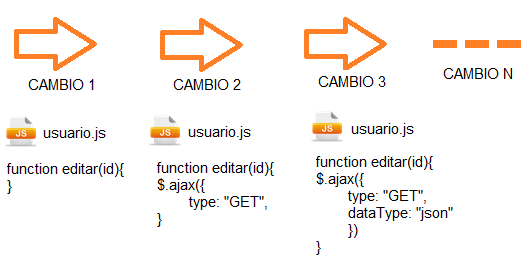 CAMBIO 1
JS
usuario.js
function editar(id){
}
CAMBIO 2
JS
usuario.js
function editar(id){
$.ajax({
type: "GET",
}
CAMBIO 3
JS
usuario.js
function editar(id){
$.ajax({
type: "GET",
dataType: "json"
})
}
CAMBIO N